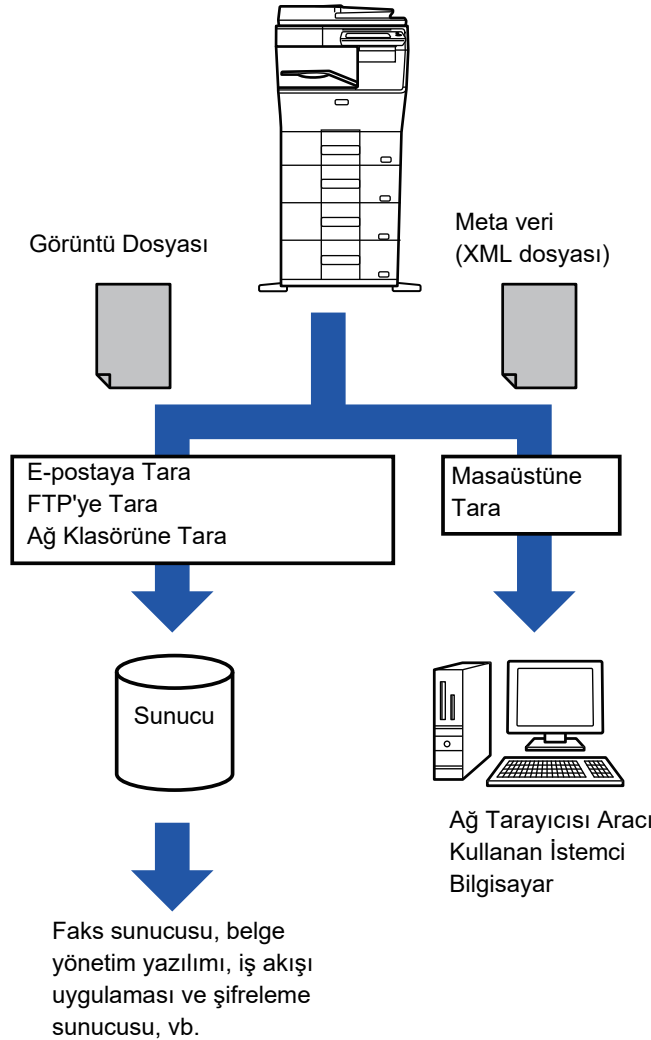 Görüntü Dosyası
Meta veri
(XML dosyası)
E-postaya Tara
FTP'ye Tara
Ağ Klasörüne Tara
Masaüstüne
Tara
Sunucu
Ağ Tarayıcısı Aracı
Kullanan İstemci
Bilgisayar
Faks sunucusu, belge
yönetim yazılımı, iş akışı
uygulaması ve şifreleme
sunucusu, vb.